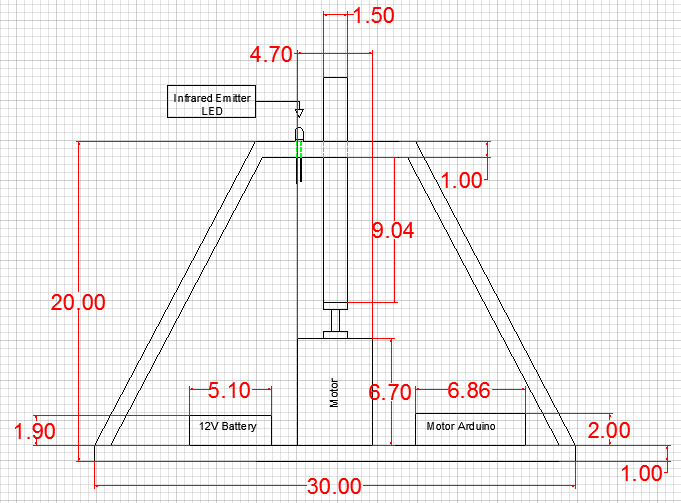 1.50
4.70
Infrared Emitter
LED
1.00
9.04
20.00
5.10
Motor
6.70
6.86
1.90
12V Battery
Motor Arduino
2.00
1.00
30.00